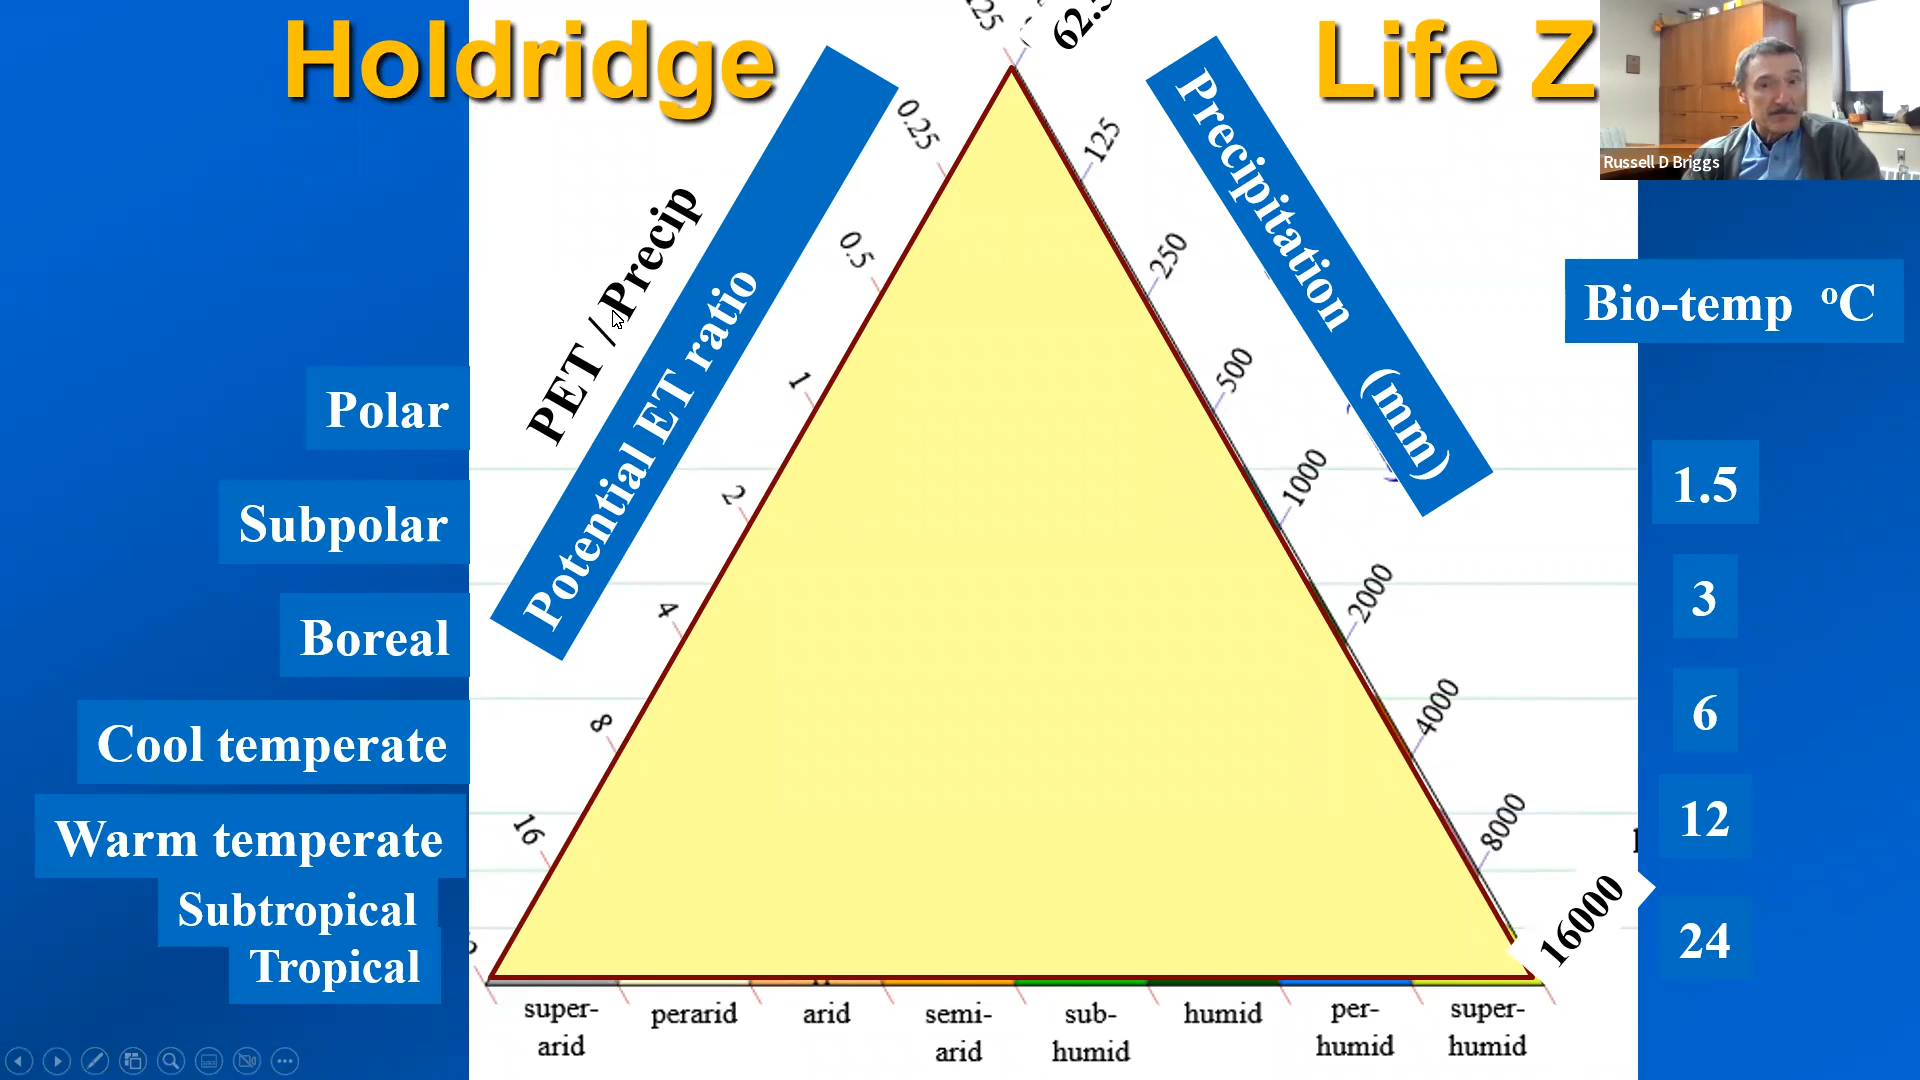 Holdridge
Life Z
Russell D Briggs
62.5
0.25
0.5
1
2
4
8
16
PET / Precip
Potential ET ratio
125
250
500
1000
2000
4000
8000
16000
Precipitation (mm)
Bio-temp °C
1.5
3
6
12
24
Polar
Subpolar
Boreal
Cool temperate
Warm temperate
Subtropical
Tropical
super-
arid
perarid
arid
semi-
arid
sub-
humid
humid
per-
humid
super-
humid